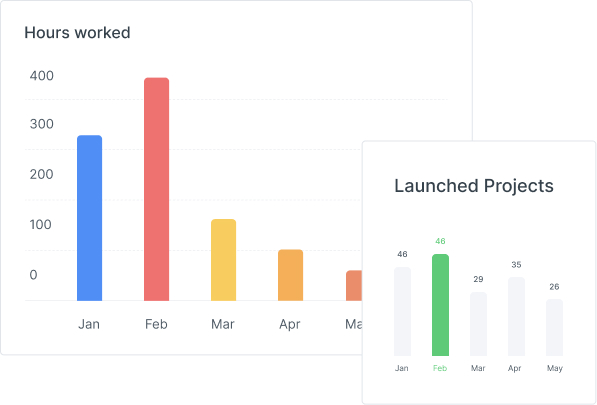 Hours worked
400
300
200
100
0
Jan Feb Mar Apr Ma
Launched Projects
46 46 29 35 26
Jan Feb Mar Apr May